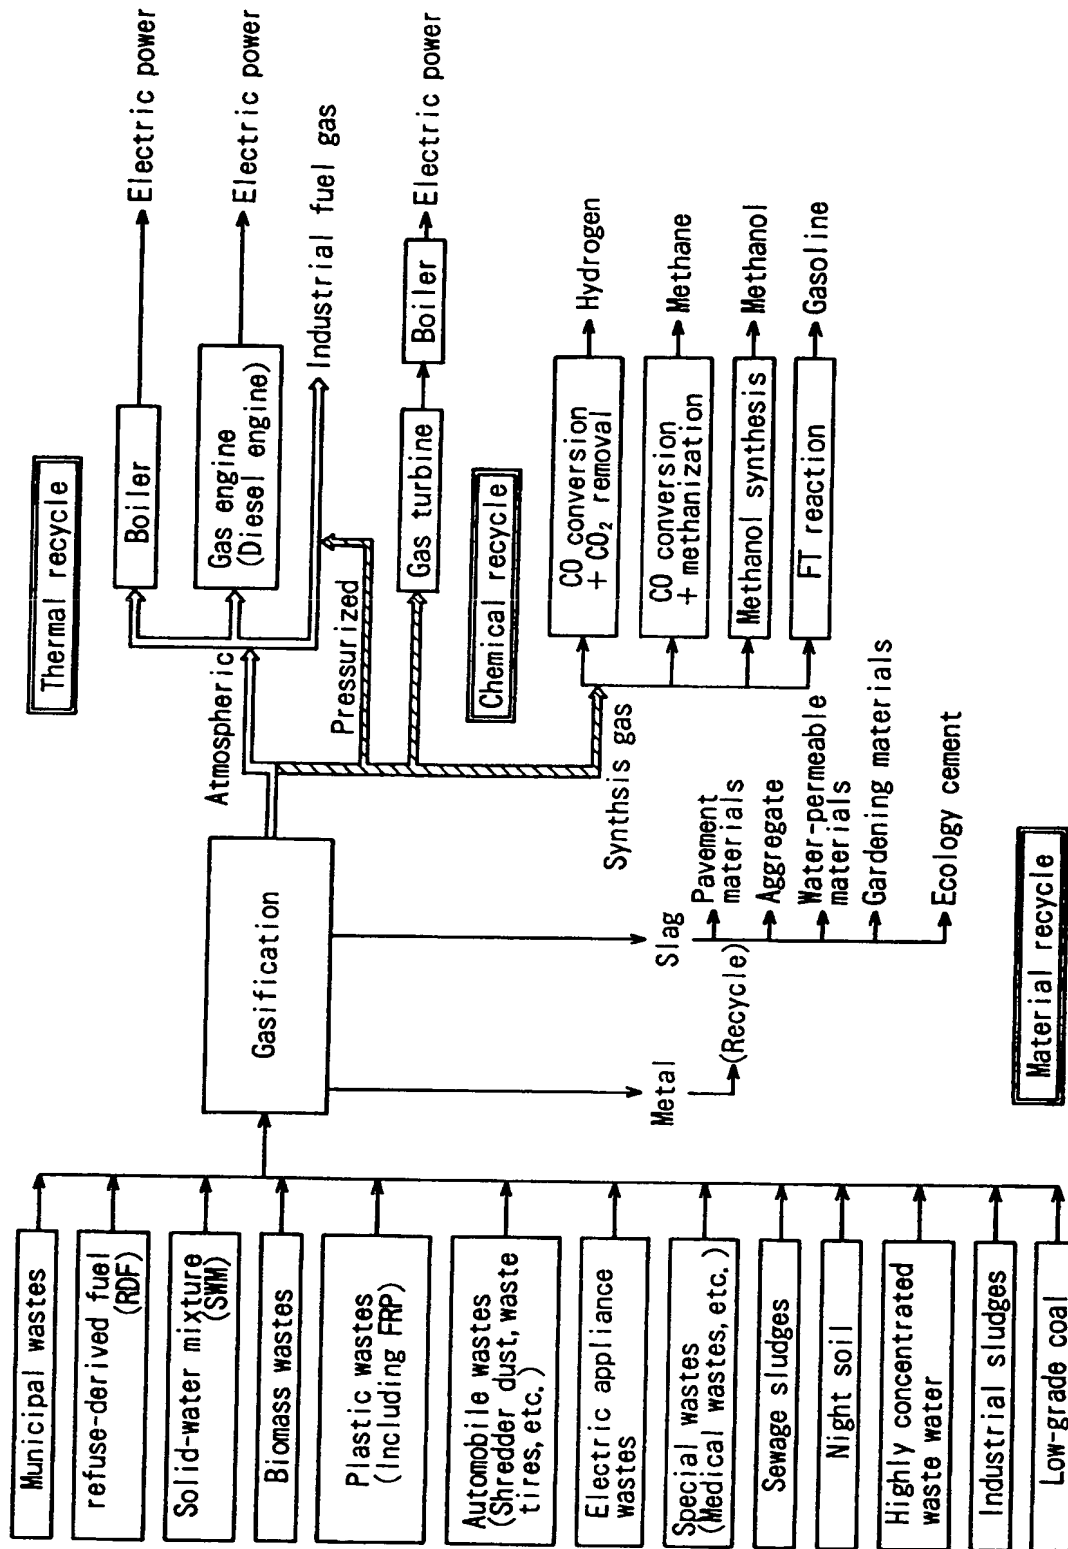 Municipal wastes
refuse-derived fuel
(RDF)
Solid-water mixture
(SWM)
Biomass wastes
Plastic wastes
(Including FRP)
Automobile wastes
(Shredder dust, waste
tires, etc.)
Electric appliance
wastes
Special wastes
(Medical wastes, etc.)
Sewage sludges
Night soil
Highly concentrated
waste water
Industrial sludges
Low-grade coal
Gasification
Metal
(Recycle)
Slag
Pavement
materials
Aggregate
Water-permeable
materials
Gardening materials
Ecology cement
Material recycle
Thermal recycle
Atmospheric
Boiler
Electric power
Gas engine
(Diesel engine)
Electric power
Industrial fuel gas
Pressurized
Gas turbine
Boiler
Electric power
Chemical recycle
Synthsis gas
CO conversion
+ CO₂ removal
Hydrogen
CO conversion
+ methanization
Methane
Methanol synthesis
Methanol
FT reaction
Gasoline